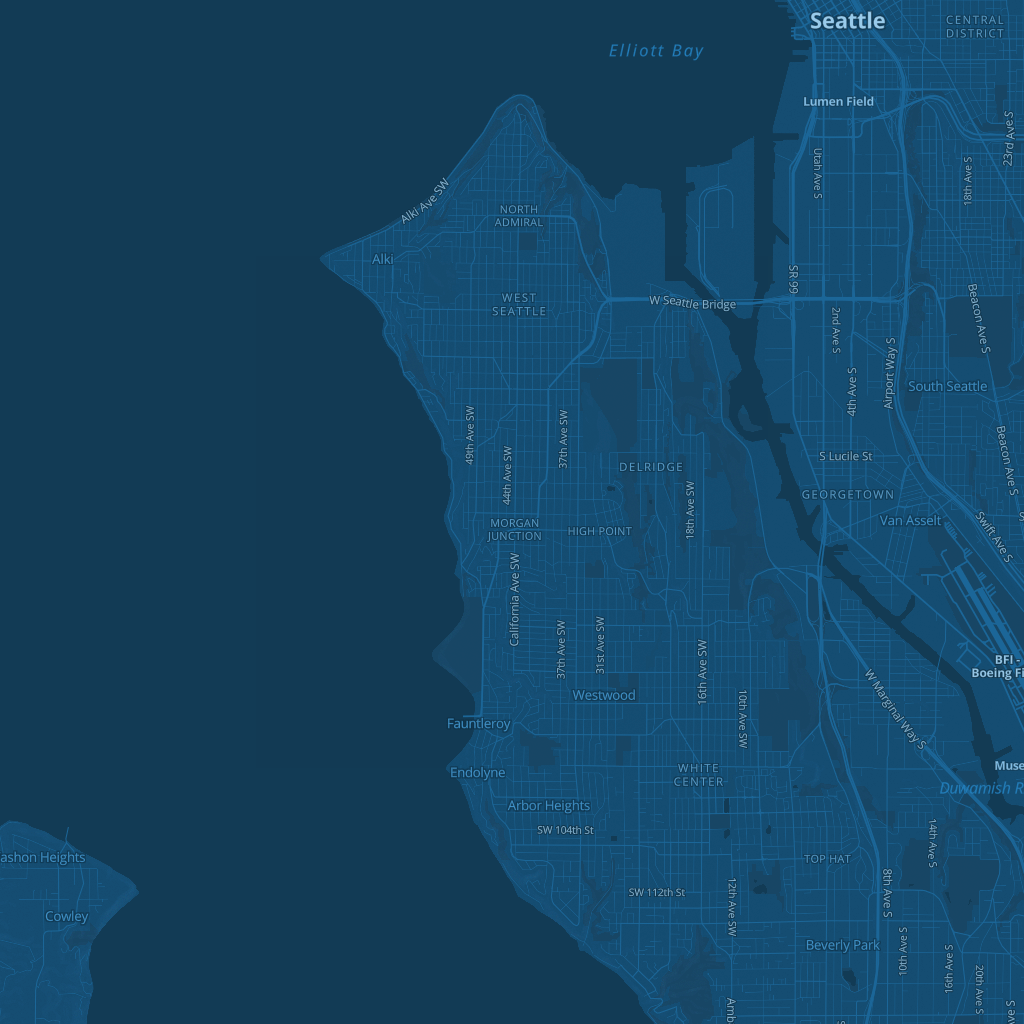 Seattle
CENTRAL
DISTRICT
Elliott Bay
Lumen Field
23rd Ave S
Utah Ave S
18th Ave S
Alki Ave SW
NORTH
ADMIRAL
Alki
SR 99
WEST
SEATTLE
W Seattle Bridge
2nd Ave S
Beacon Ave S
Airport Way S
4th Ave S
South Seattle
49th Ave SW
37th Ave SW
44th Ave SW
S Lucile St
Beacon Ave S
DELRIDGE
18th Ave SW
GEORGETOWN
Van Asselt
Swift Ave S
S
MORGAN
JUNCTION
HIGH POINT
California Ave SW
37th Ave SW
31st Ave SW
16th Ave SW
BFI -
Boeing Fi
10th Ave SW
W Marginal Way S
Westwood
Fauntleroy
Endolyne
WHITE
CENTER
Muse
Duwamish R
Arbor Heights
SW 104th St
14th Ave S
ashon Heights
TOP HAT
SW 112th St
12th Ave SW
8th Ave S
Cowley
Beverly Park
10th Ave S
16th Ave S
20th Ave S
Amb
S
Ave S